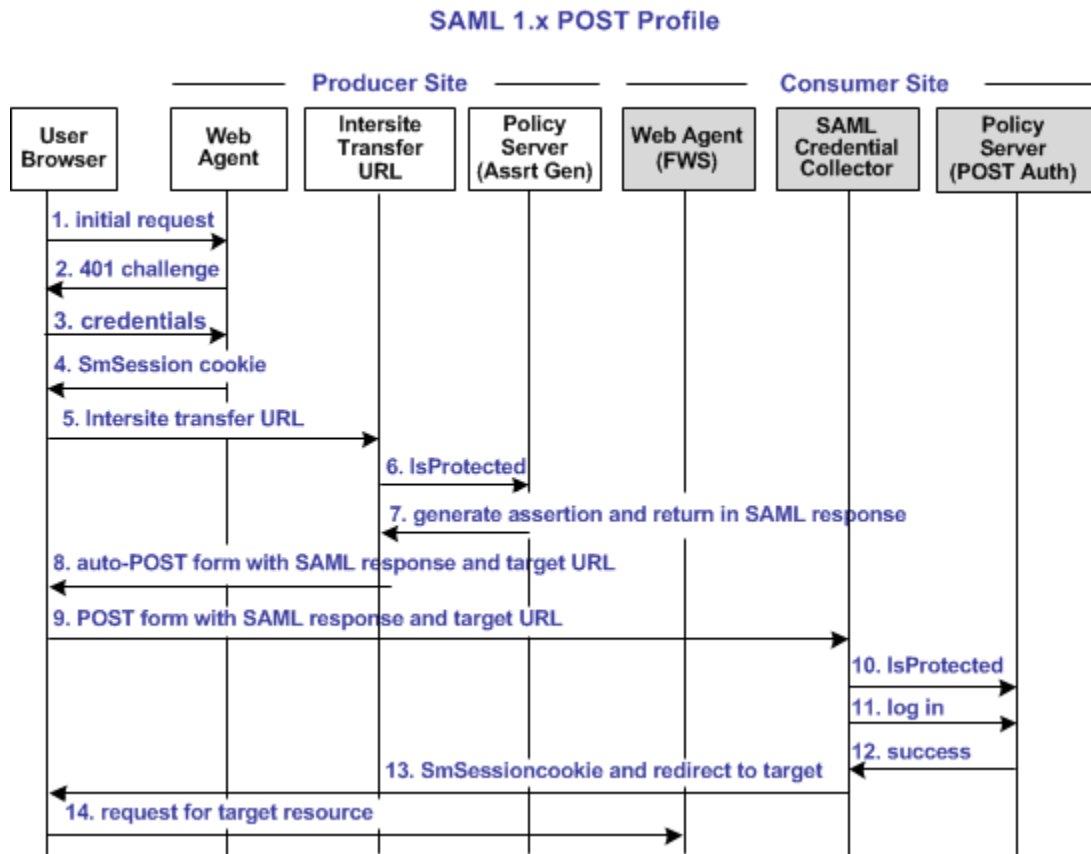 SAML 1.x POST Profile
Producer Site
Consumer Site
User
Browser
Web
Agent
Intersite
Transfer
URL
Policy
Server
(Assrt Gen)
Web Agent
(FWS)
SAML
Credential
Collector
Policy
Server
(POST Auth)
1. initial request
2. 401 challenge
3. credentials
4. SmSession cookie
5. Intersite transfer URL
6. IsProtected
7. generate assertion and return in SAML response
8. auto-POST form with SAML response and target URL
9. POST form with SAML response and target URL
10. IsProtected
11. log in
12. success
13. SmSessioncookie and redirect to target
14. request for target resource